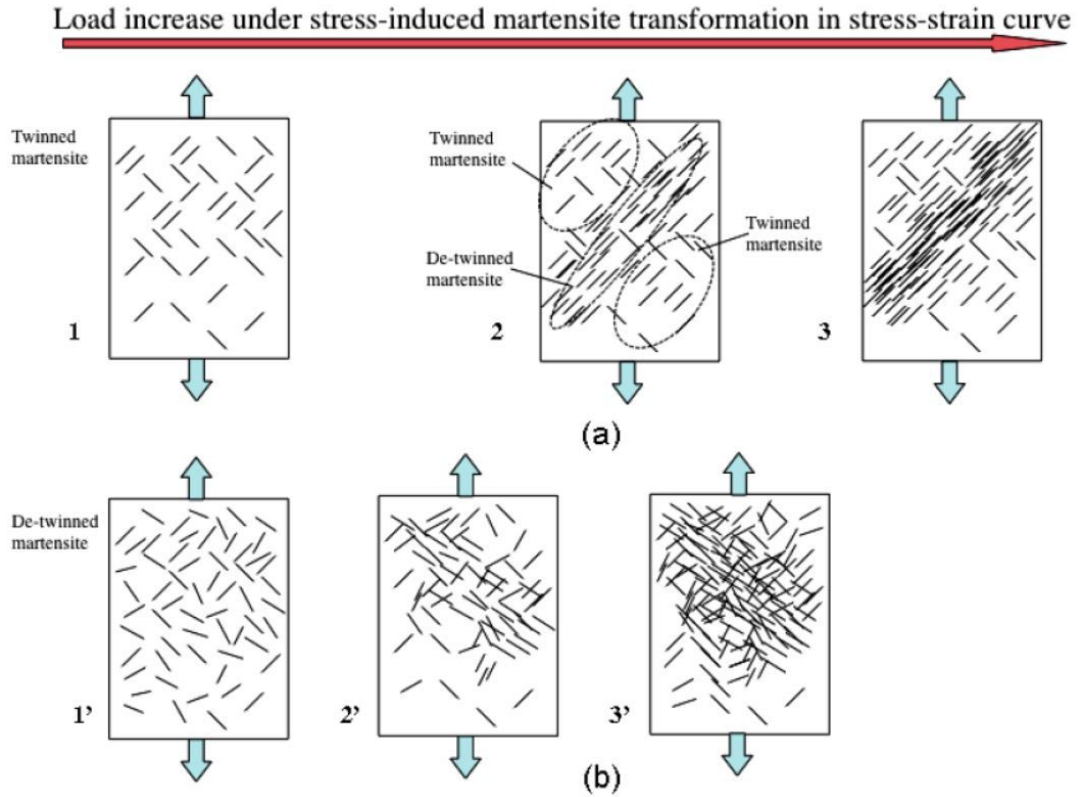 Load increase under stress-induced martensite transformation in stress-strain curve
Twinned
martensite
1
Twinned
martensite
De-twinned
martensite
2
Twinned
martensite
3
(a)
De-twinned
martensite
1’
2’
3’
(b)